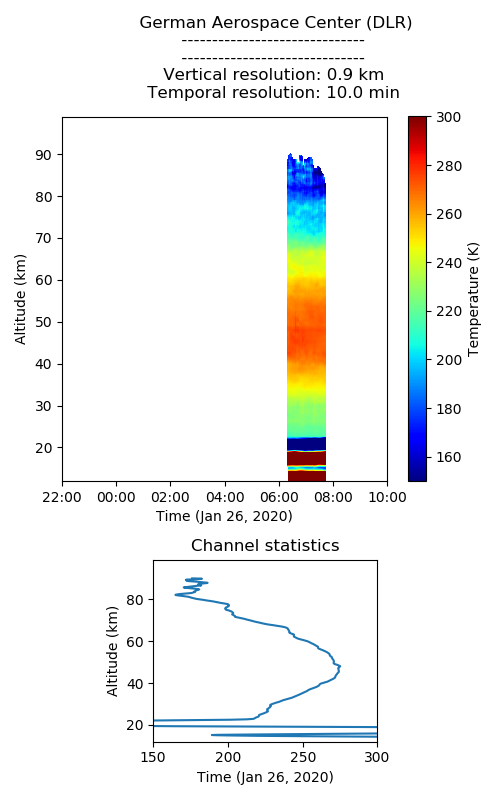 German Aerospace Center (DLR)
------------------------------
------------------------------
Vertical resolution: 0.9 km
Temporal resolution: 10.0 min
90
80
70
60
50
40
30
20
Altitude (km)
22:00 00:00 02:00 04:00 06:00 08:00 10:00
Time (Jan 26, 2020)
300
280
260
240
220
200
180
160
Temperature (K)
Channel statistics
80
60
40
20
Altitude (km)
150 200 250 300
Time (Jan 26, 2020)